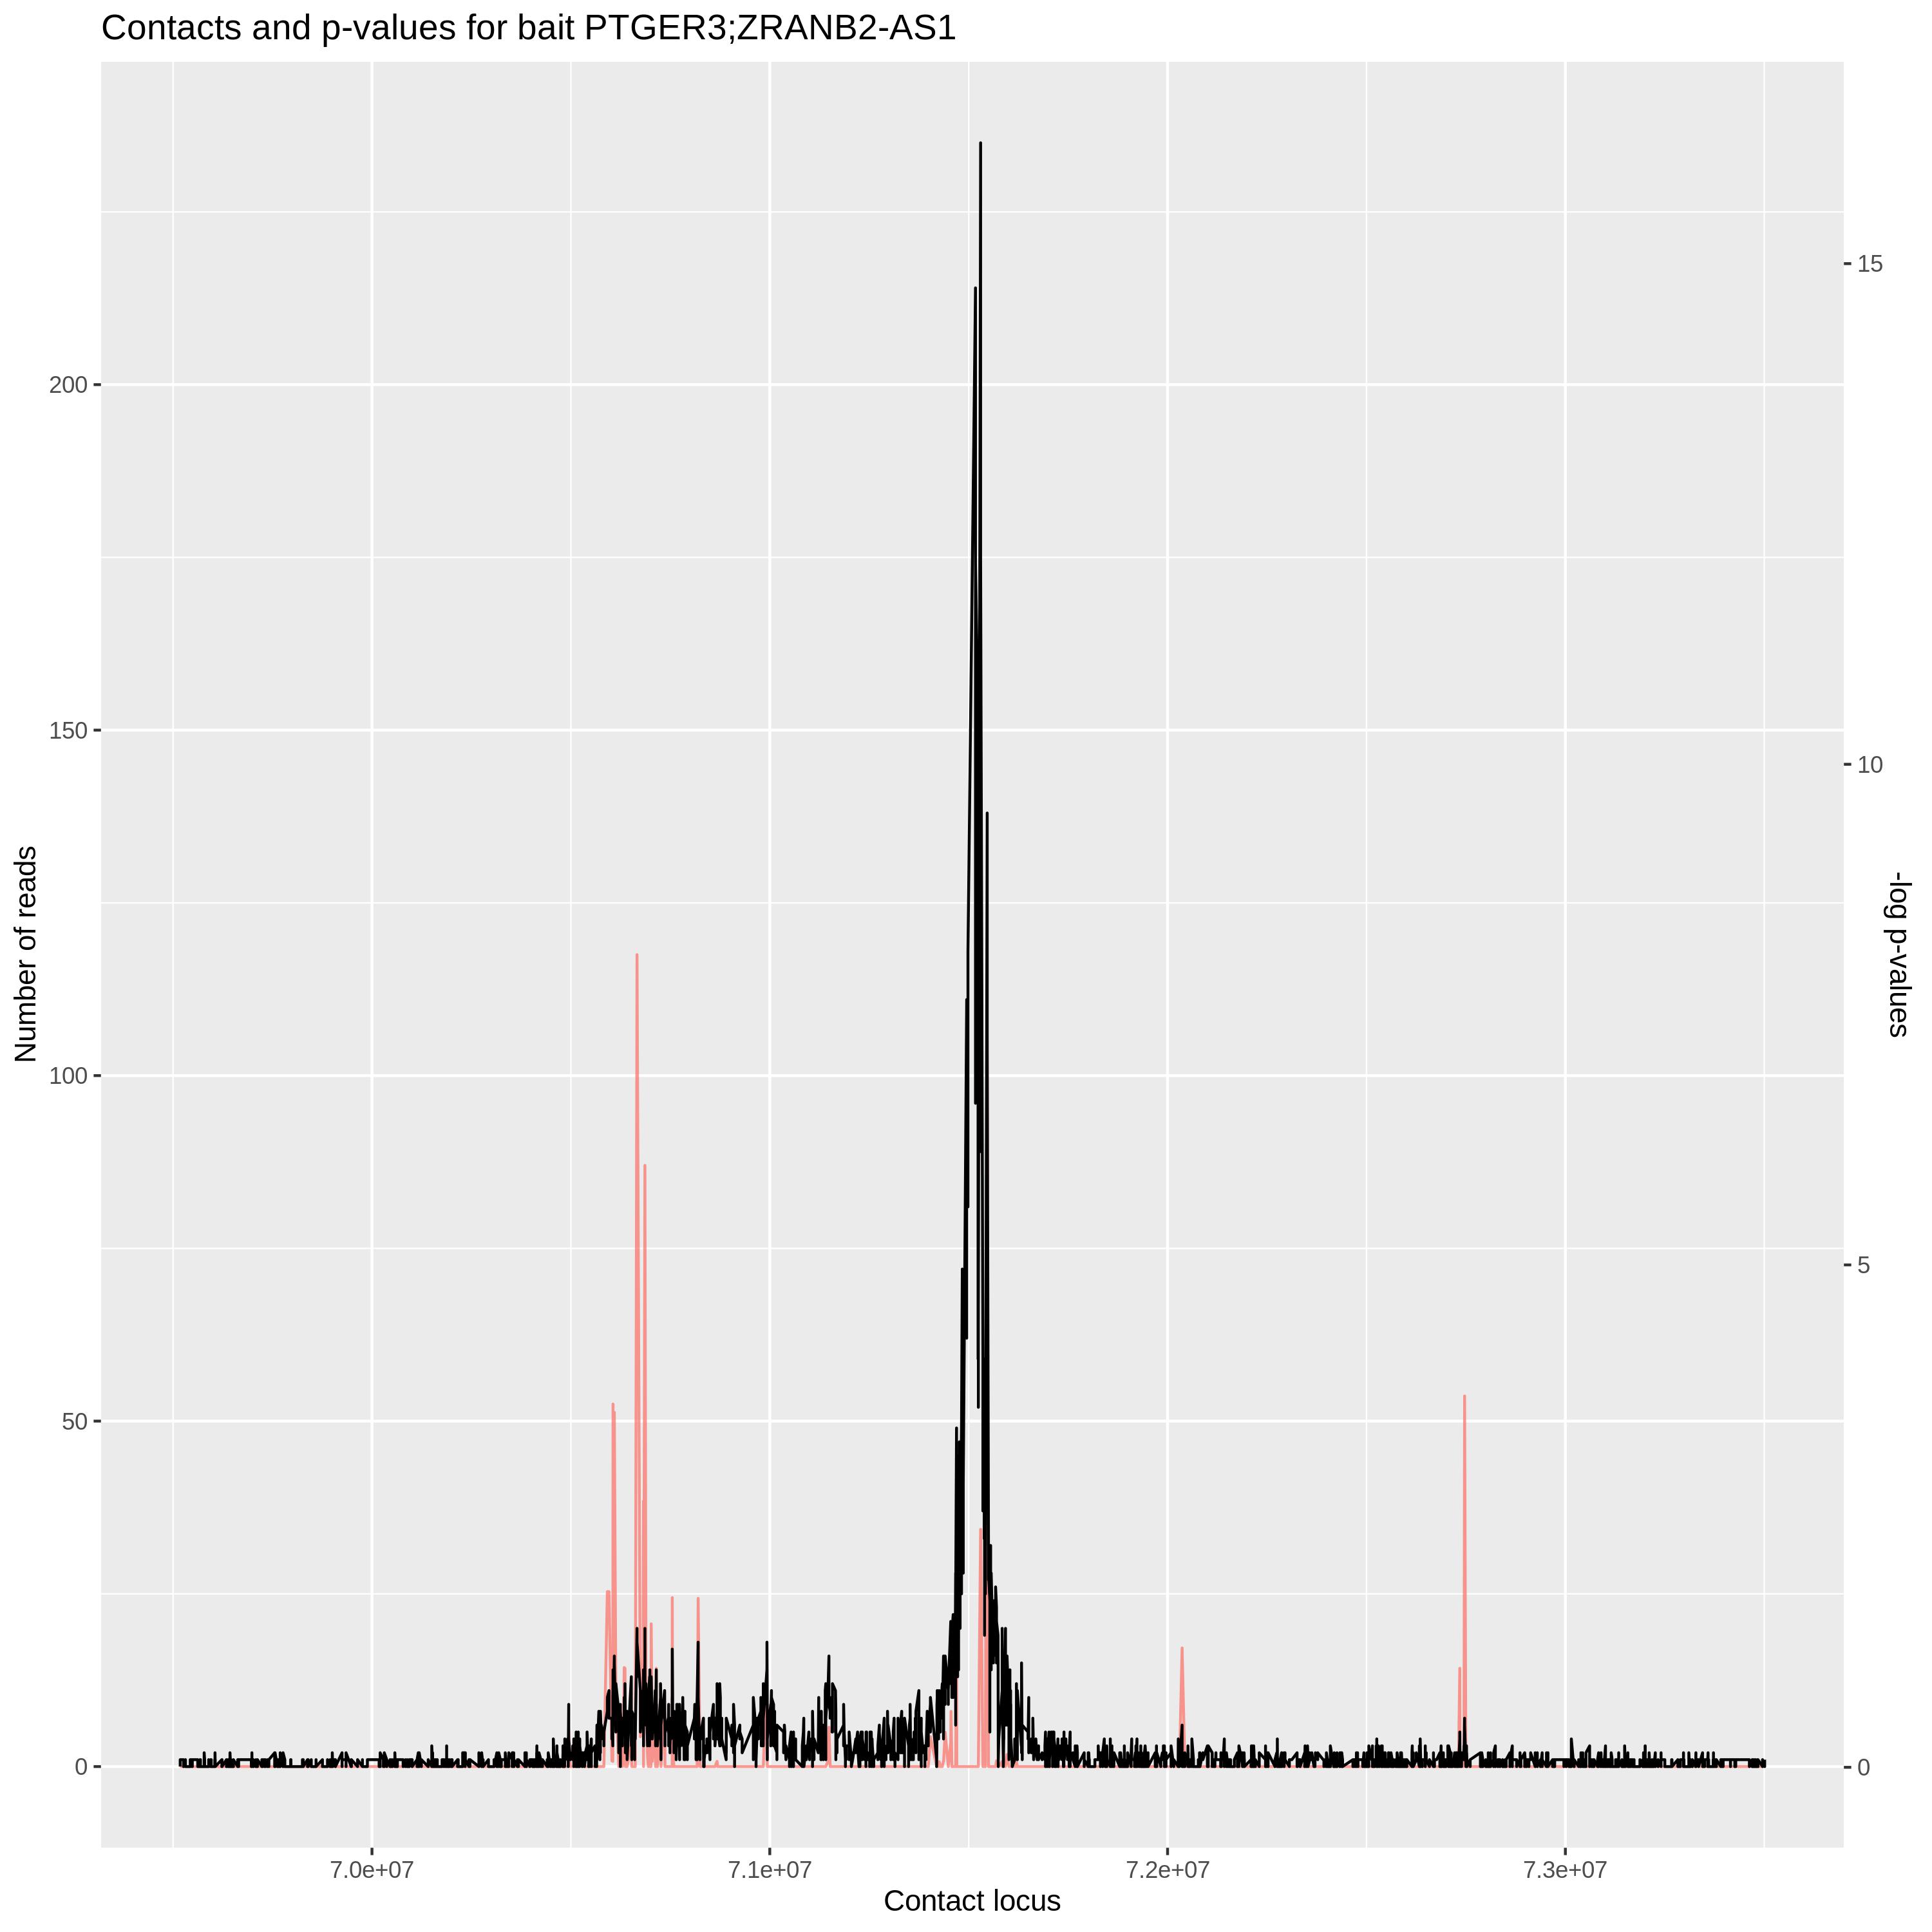 Contacts and p-values for bait PTGER3;ZRANB2-AS1
Number of reads
200
150
100
50
0
15
10
5
0
-log p-values
7.0e+07 7.1e+07 7.2e+07 7.3e+07
Contact locus